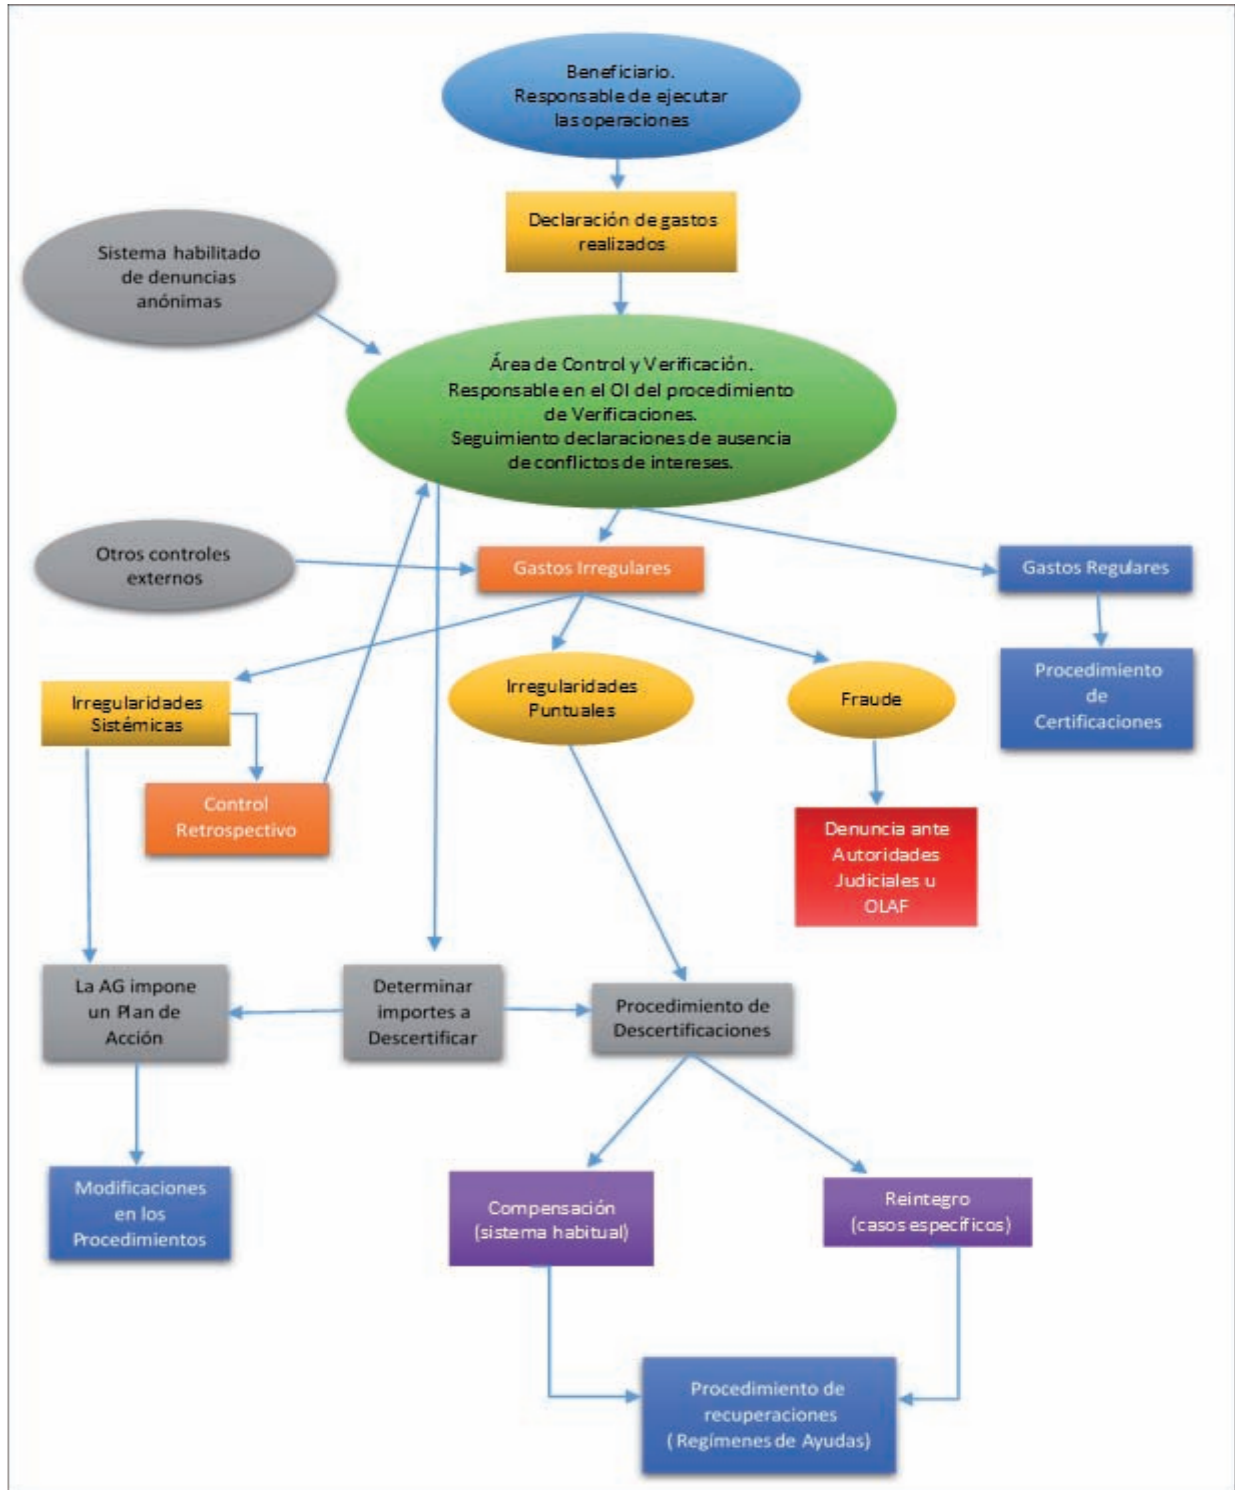 Beneficiario.
Responsable de ejecutar
las operaciones
Declaración de gastos
realizados
Sistema habilitado
de denuncias
anónimas
Área de Control y Verificación.
Responsable en el OI del procedimiento
de Verificaciones.
Seguimiento declaraciones de ausencia
de conflictos de intereses.
Otros controles
externos
Gastos Irregulares
Gastos Regulares
Irregularidades
Sistémicas
Irregularidades
Puntuales
Fraude
Procedimiento
de
Certificaciones
Control
Retrospectivo
Denuncia ante
Autoridades
Judiciales u
OLAF
La AG impone
un Plan de
Acción
Determinar
importes a
Descertificar
Procedimiento de
Descertificaciones
Modificaciones
en los
Procedimientos
Compensación
(sistema habitual)
Reintegro
(casos específicos)
Procedimiento de
recuperaciones
( Regímenes de Ayudas)